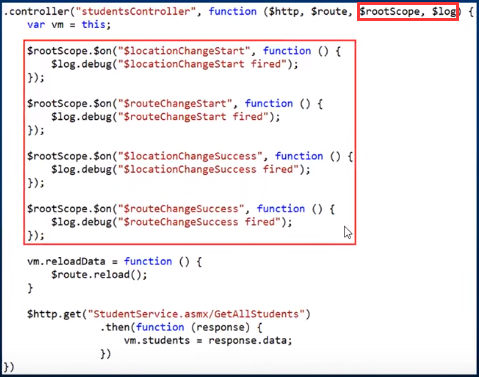 .controller("studentsController", function ($http, $route, $rootScope, $log) {
var vm = this;
$rootScope.$on("$locationChangeStart", function () {
$log.debug("$locationChangeStart fired");
});
$rootScope.$on("$routeChangeStart", function () {
$log.debug("$routeChangeStart fired");
});
$rootScope.$on("$locationChangeSuccess", function () {
$log.debug("$locationChangeSuccess fired");
});
$rootScope.$on("$routeChangeSuccess", function () {
$log.debug("$routeChangeSuccess fired");
});
vm.reloadData = function () {
$route.reload();
}
$http.get("StudentService.asmx/GetAllStudents")
.then(function (response) {
vm.students = response.data;
})
})